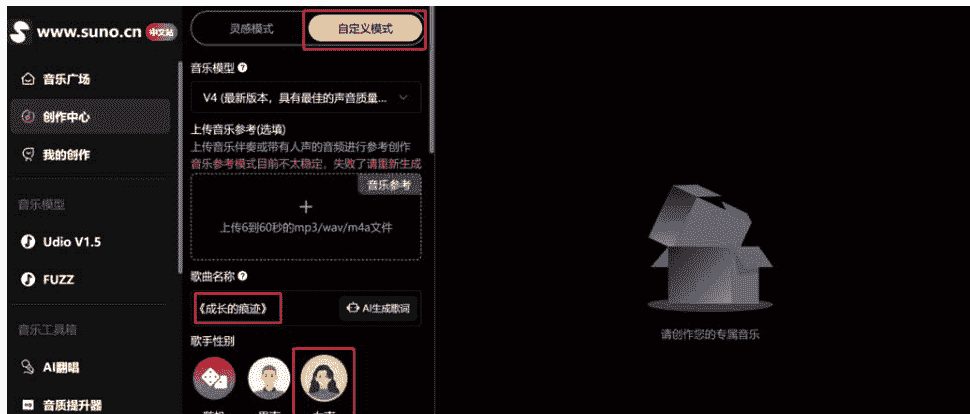 www.suno.cn 中文站
音乐广场
创作中心
我的创作
音乐模型
Udio V1.5
FUZZ
音乐工具箱
AI翻唱
音质提升器
灵感模式
自定义模式
音乐模型
V4 (最新版本，具有最佳的声音质量...
上传音乐参考(选填)
上传音乐伴奏或带有人声的音频进行参考创作
音乐参考模式目前不太稳定，失败了请重新生成
音乐参考
上传6到60秒的mp3/wav/m4a文件
歌曲名称
《成长的痕迹》
AI生成歌词
歌手性别
请创作您的专属音乐